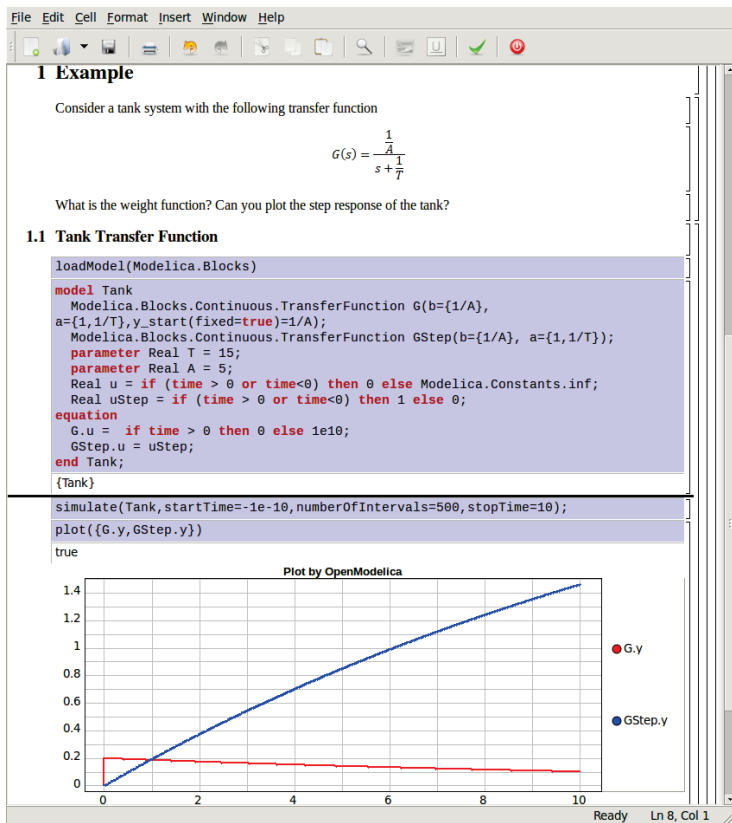 File Edit Cell Format Insert Window Help
1 Example
Consider a tank system with the following transfer function
G(s) = (1/A)/(s + 1/T)
What is the weight function? Can you plot the step response of the tank?
1.1 Tank Transfer Function
loadModel(Modelica.Blocks)
model Tank
Modelica.Blocks.Continuous.TransferFunction G(b={1/A},
a={1,1/T},y_start(fixed=true)=1/A);
Modelica.Blocks.Continuous.TransferFunction GStep(b={1/A}, a={1,1/T});
parameter Real T = 15;
parameter Real A = 5;
Real u = if (time > 0 or time<0) then 0 else Modelica.Constants.inf;
Real uStep = if (time > 0 or time<0) then 1 else 0;
equation
G.u = if time > 0 then 0 else 1e10;
GStep.u = uStep;
end Tank;
{Tank}
simulate(Tank,startTime=-1e-10,numberOfIntervals=500,stopTime=10);
plot({G.y,GStep.y})
true
Plot by OpenModelica
1.4
1.2
1
0.8
0.6
0.4
0.2
0
0 2 4 6 8 10
G.y
GStep.y
Ready Ln 8, Col 1